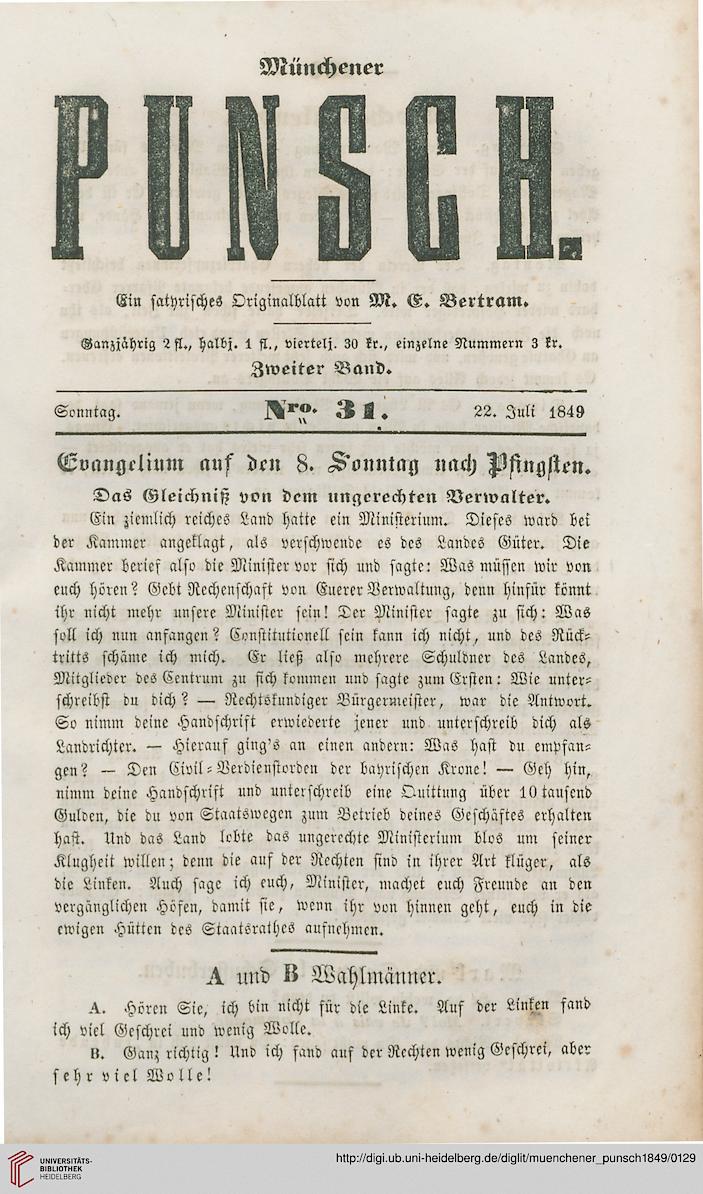 Münchener
PUNSCH.
Ein satyrisches Originalblatt von M. E. Bertram.
Ganzjährig 2 fl., halbj. 1 fl., viertelj. 30 kr., einzelne Nummern 3 kr.
Zweiter Band.
Sonntag. Nro. 31. 22. Juli 1849
Evangelium auf den 8. Sonntag nach Pfingsten.
Das Gleichniß von dem ungerechten Verwalter.
Ein ziemlich reiches Land hatte ein Ministerium. Dieses ward bei
der Kammer angeklagt, als verschwende es des Landes Güter. Die
Kammer berief also die Minister vor sich und sagte: Was müssen wir von
euch hören? Gebt Rechenschaft von Euerer Verwaltung, denn hinfür könnt
ihr nicht mehr unsere Minister sein! Der Minister sagte zu sich: Was
soll ich nun anfangen? Constitutionell sein kann ich nicht, und des Rück-
tritts schäme ich mich. Er ließ also mehrere Schuldner des Landes,
Mitglieder des Centrum zu sich kommen und sagte zum Ersten: Wie unter-
schreibst du dich? — Rechtskundiger Bürgermeister, war die Antwort.
So nimm deine Handschrift erwiederte jener und unterschreib dich als
Landrichter. — Hierauf ging's an einen andern: Was hast du empfan-
gen? — Den Civil-Verdienstorden der bayrischen Krone! — Geh hin,
nimm deine Handschrift und unterschreib eine Quittung über 10 tausend
Gulden, die du von Staatswegen zum Betrieb deines Geschäftes erhalten
hast. Und das Land lobte das ungerechte Ministerium blos um seiner
Klugheit willen; denn die auf der Rechten sind in ihrer Art klüger, als
die Linken. Auch sage ich euch, Minister, machet euch Freunde an den
vergänglichen Höfen, damit sie, wenn ihr von hinnen geht, euch in die
ewigen Hütten des Staatsrathes aufnehmen.
A und B Wahlmänner.
A. Hören Sie, ich bin nicht für die Linke. Auf der Linken fand
ich viel Geschrei und wenig Wolle.
B. Ganz richtig! Und ich fand auf der Rechten wenig Geschrei, aber
sehr viel Wolle!
UNIVERSITÄTS-
BIBLIOTHEK
HEIDELBERG
http://digi.ub.uni-heidelberg.de/diglit/muenchener_punsch1849/0129